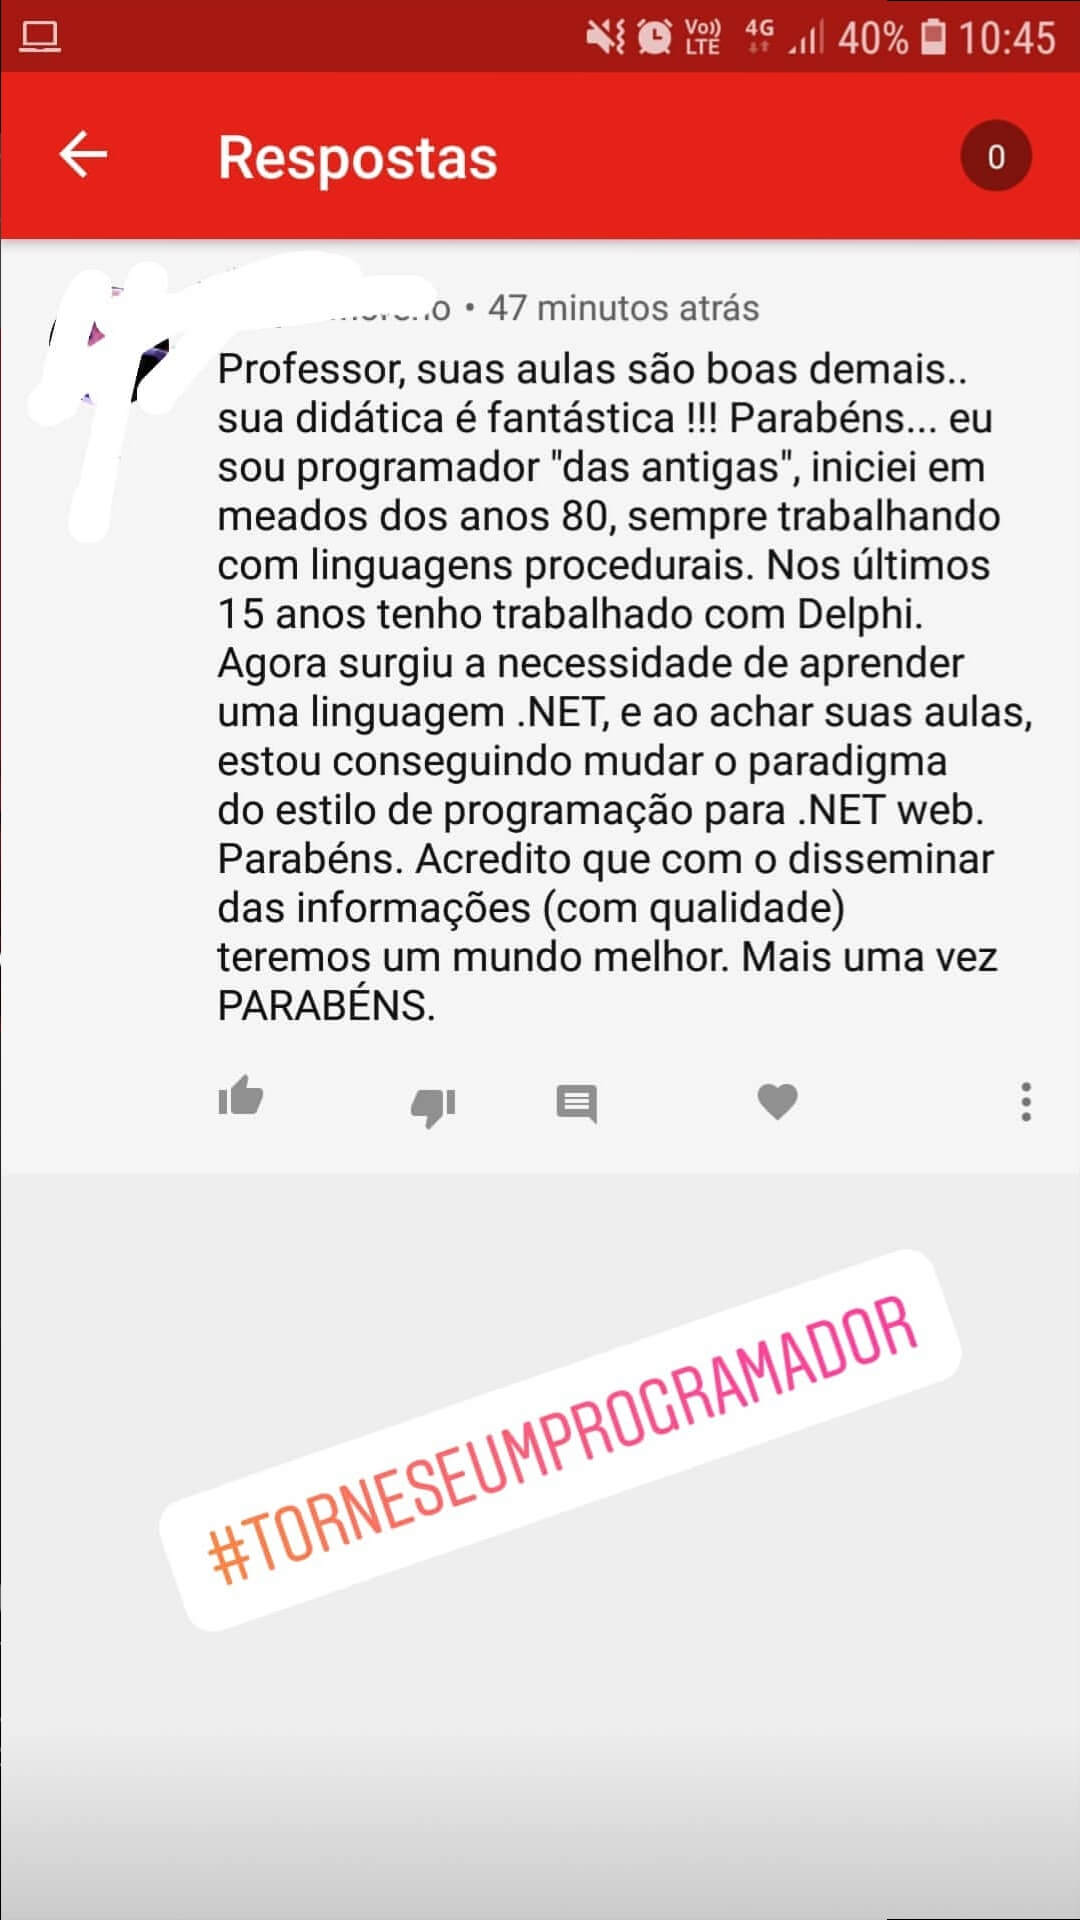 Vo)) LTE 4G 40% 10:45
Respostas
0
• 47 minutos atrás
Professor, suas aulas são boas demais..
sua didática é fantástica !!! Parabéns... eu
sou programador "das antigas", iniciei em
meados dos anos 80, sempre trabalhando
com linguagens procedurais. Nos últimos
15 anos tenho trabalhado com Delphi.
Agora surgiu a necessidade de aprender
uma linguagem .NET, e ao achar suas aulas,
estou conseguindo mudar o paradigma
do estilo de programação para .NET web.
Parabéns. Acredito que com o disseminar
das informações (com qualidade)
teremos um mundo melhor. Mais uma vez
PARABÉNS.
#TORNESEUMPROGRAMADOR